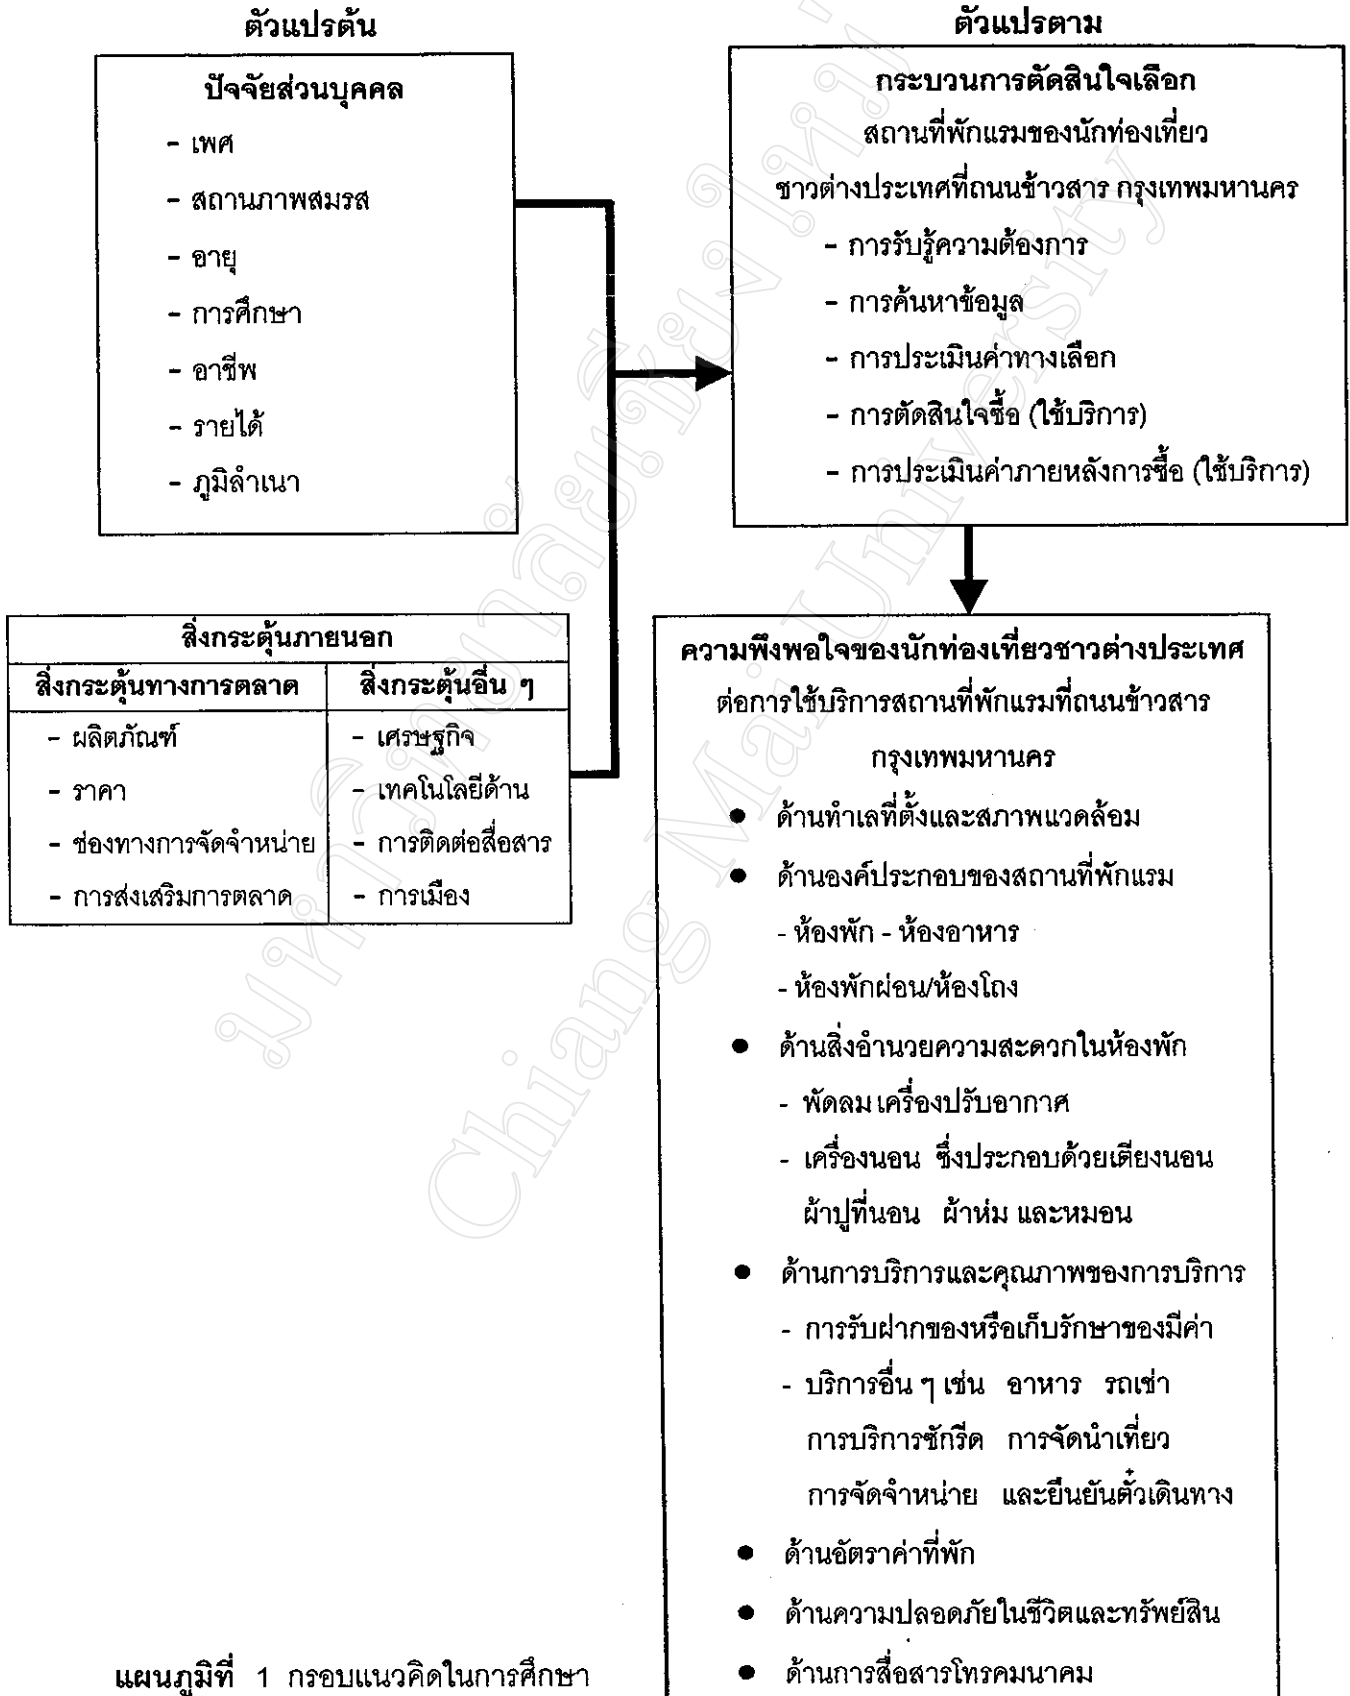 ตัวแปรต้น
ปัจจัยส่วนบุคคล
- เพศ
- สถานภาพสมรส
- อายุ
- การศึกษา
- อาชีพ
- รายได้
- ภูมิลำเนา
สิ่งกระตุ้นภายนอก
สิ่งกระตุ้นทางการตลาด
- ผลิตภัณฑ์
- ราคา
- ช่องทางการจัดจำหน่าย
- การส่งเสริมการตลาด
สิ่งกระตุ้นอื่น ๆ
- เศรษฐกิจ
- เทคโนโลยีด้าน
- การติดต่อสื่อสาร
- การเมือง
ตัวแปรตาม
กระบวนการตัดสินใจเลือก
สถานที่พักแรมของนักท่องเที่ยว
ชาวต่างประเทศที่ถนนข้าวสาร กรุงเทพมหานคร
- การรับรู้ความต้องการ
- การค้นหาข้อมูล
- การประเมินค่าทางเลือก
- การตัดสินใจซื้อ (ใช้บริการ)
- การประเมินค่าภายหลังการซื้อ (ใช้บริการ)
ความพึงพอใจของนักท่องเที่ยวชาวต่างประเทศ
ต่อการใช้บริการสถานที่พักแรมที่ถนนข้าวสาร
กรุงเทพมหานคร
● ด้านทำเลที่ตั้งและสภาพแวดล้อม
● ด้านองค์ประกอบของสถานที่พักแรม
- ห้องพัก - ห้องอาหาร
- ห้องพักผ่อน/ห้องโถง
● ด้านสิ่งอำนวยความสะดวกในห้องพัก
- พัดลม เครื่องปรับอากาศ
- เครื่องนอน ซึ่งประกอบด้วยเตียงนอน
ผ้าปูที่นอน ผ้าห่ม และหมอน
● ด้านการบริการและคุณภาพของการบริการ
- การรับฝากของหรือเก็บรักษาของมีค่า
- บริการอื่น ๆ เช่น อาหาร รถเช่า
การบริการซักรีด การจัดนำเที่ยว
การจัดจำหน่าย และยืนยันตั๋วเดินทาง
● ด้านอัตราค่าที่พัก
● ด้านความปลอดภัยในชีวิตและทรัพย์สิน
● ด้านการสื่อสารโทรคมนาคม
แผนภูมิที่ 1 กรอบแนวคิดในการศึกษา
มหาวิทยาลัยเชียงใหม่
Chiang Mai University